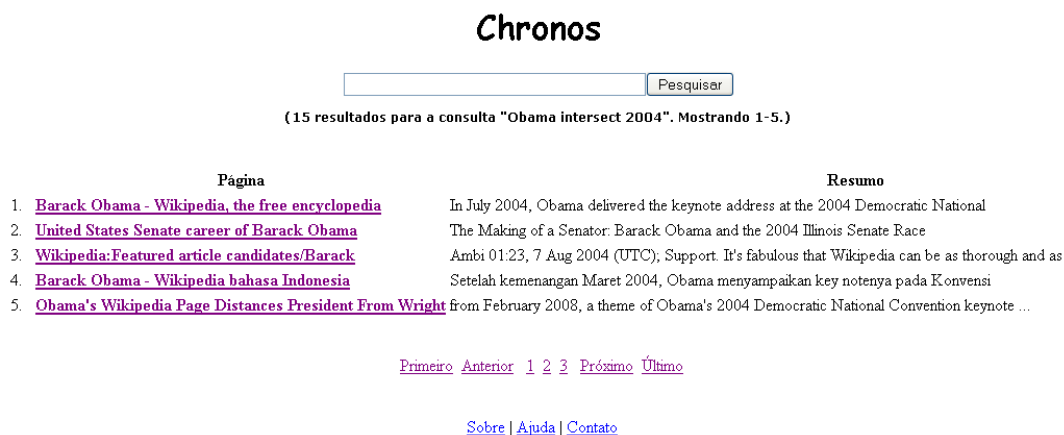 Chronos
Pesquisar
(15 resultados para a consulta "Obama intersect 2004". Mostrando 1-5.)
Página Resumo
1. Barack Obama - Wikipedia, the free encyclopedia In July 2004, Obama delivered the keynote address at the 2004 Democratic National
2. United States Senate career of Barack Obama The Making of a Senator: Barack Obama and the 2004 Illinois Senate Race
3. Wikipedia:Featured article candidates/Barack Ambi 01:23, 7 Aug 2004 (UTC); Support. It's fabulous that Wikipedia can be as thorough and as
4. Barack Obama - Wikipedia bahasa Indonesia Setelah kemenangan Maret 2004, Obama menyampaikan key notenya pada Konvensi
5. Obama's Wikipedia Page Distances President From Wright from February 2008, a theme of Obama's 2004 Democratic National Convention keynote ...
Primeiro Anterior 1 2 3 Próximo Último
Sobre | Ajuda | Contato